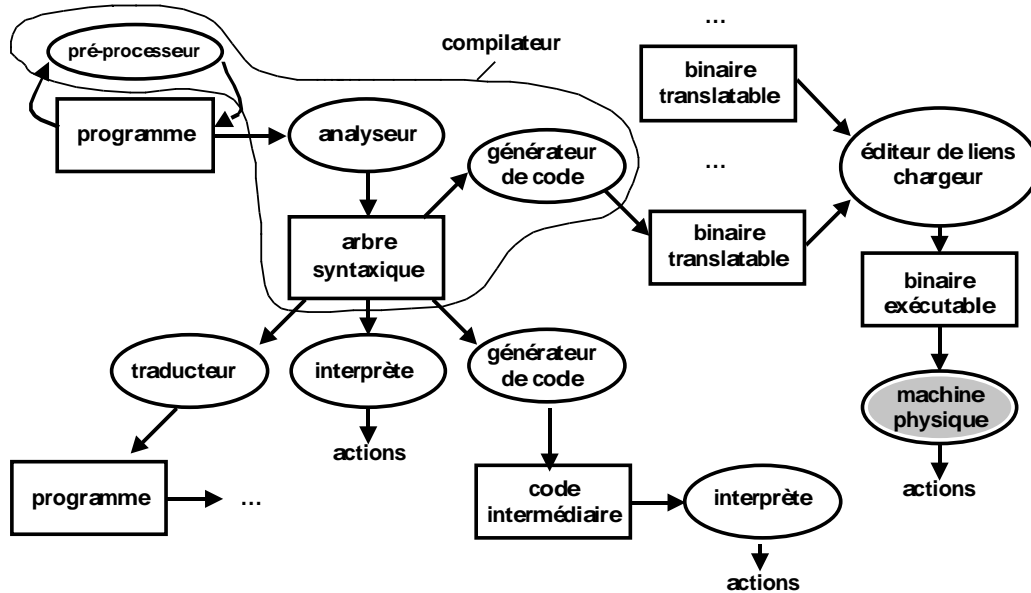 ...
pré-processeur
compilateur
binaire
translatable
programme
analyseur
générateur
de code
...
éditeur de liens
chargeur
arbre
syntaxique
binaire
translatable
binaire
exécutable
traducteur
interprète
générateur
de code
machine
physique
actions
programme
...
code
intermédiaire
interprète
actions
actions